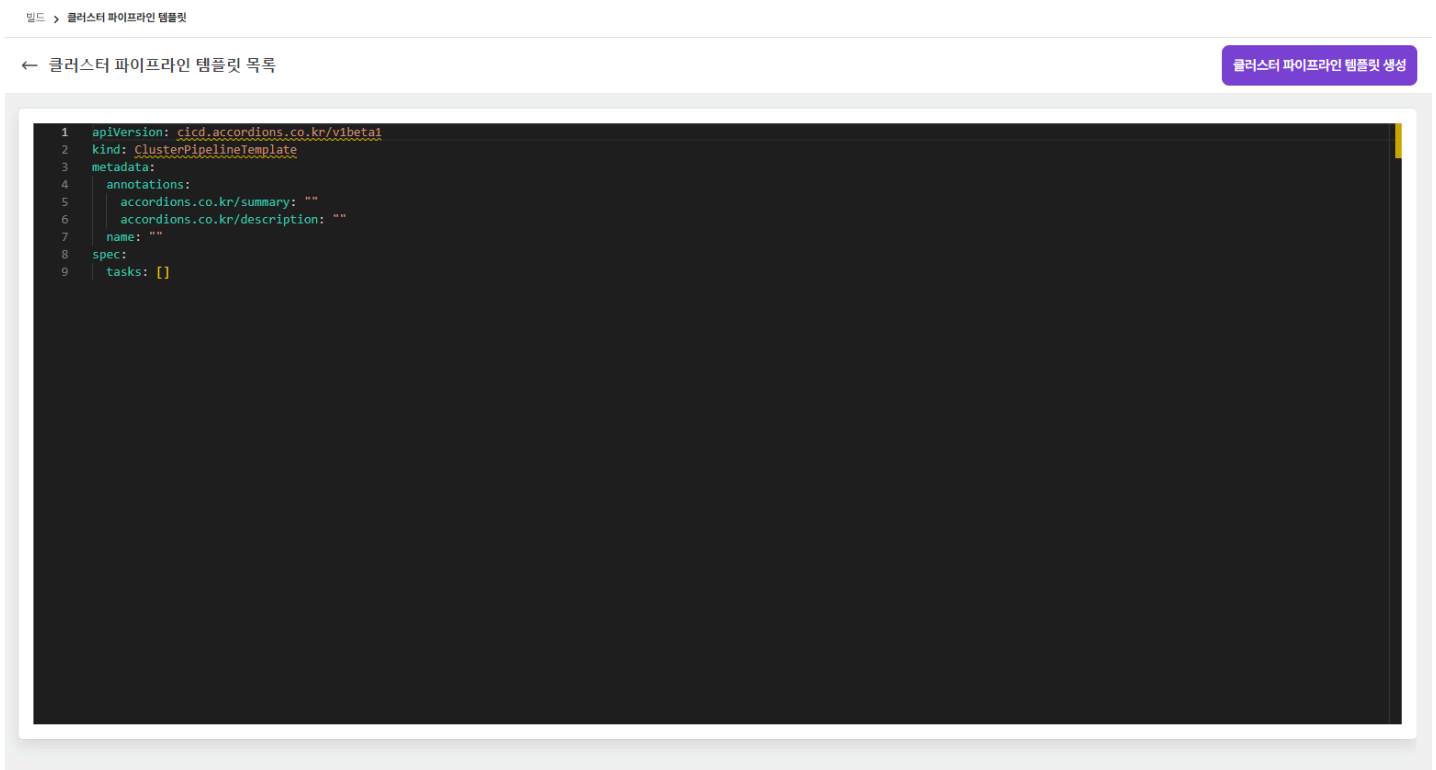 빌드 > 클러스터 파이프라인 템플릿
← 클러스터 파이프라인 템플릿 목록
클러스터 파이프라인 템플릿 생성
1 apiVersion: cicd.accordions.co.kr/v1beta1
2 kind: ClusterPipelineTemplate
3 metadata:
4   annotations:
5     accordions.co.kr/summary: ""
6     accordions.co.kr/description: ""
7   name: ""
8 spec:
9   tasks: []